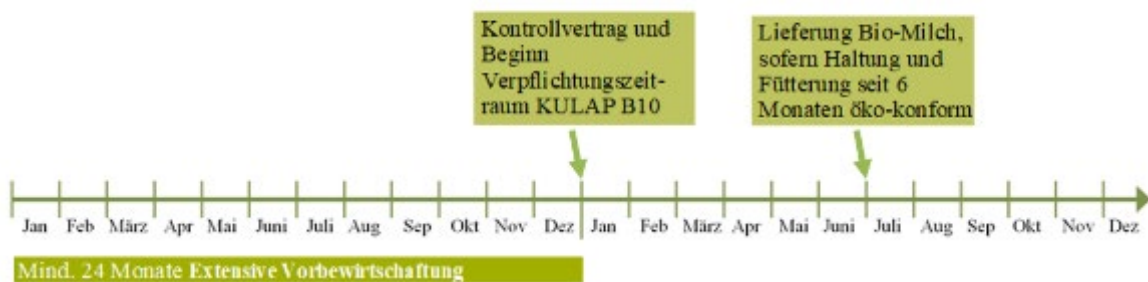 Kontrollvertrag und
Beginn
Verpflichtungszeit-
raum KULAP B10
Lieferung Bio-Milch,
sofern Haltung und
Fütterung seit 6
Monaten öko-konform
Jan Feb März Apr Mai Juni Juli Aug Sep Okt Nov Dez Jan Feb März Apr Mai Juni Juli Aug Sep Okt Nov Dez
Mind. 24 Monate Extensive Vorbewirtschaftung